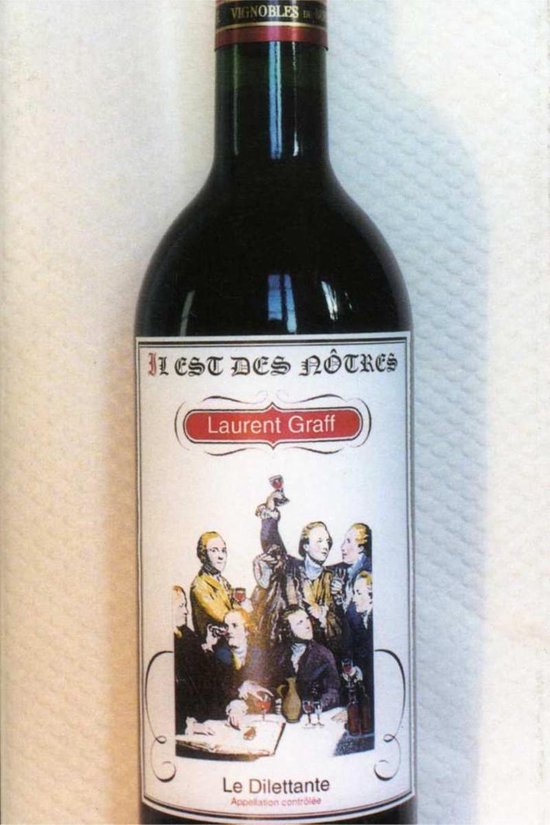 VIGNOBLES
IL EST DES NÔTRES
Laurent Graff
Le Dilettante
Appellation contrôlée